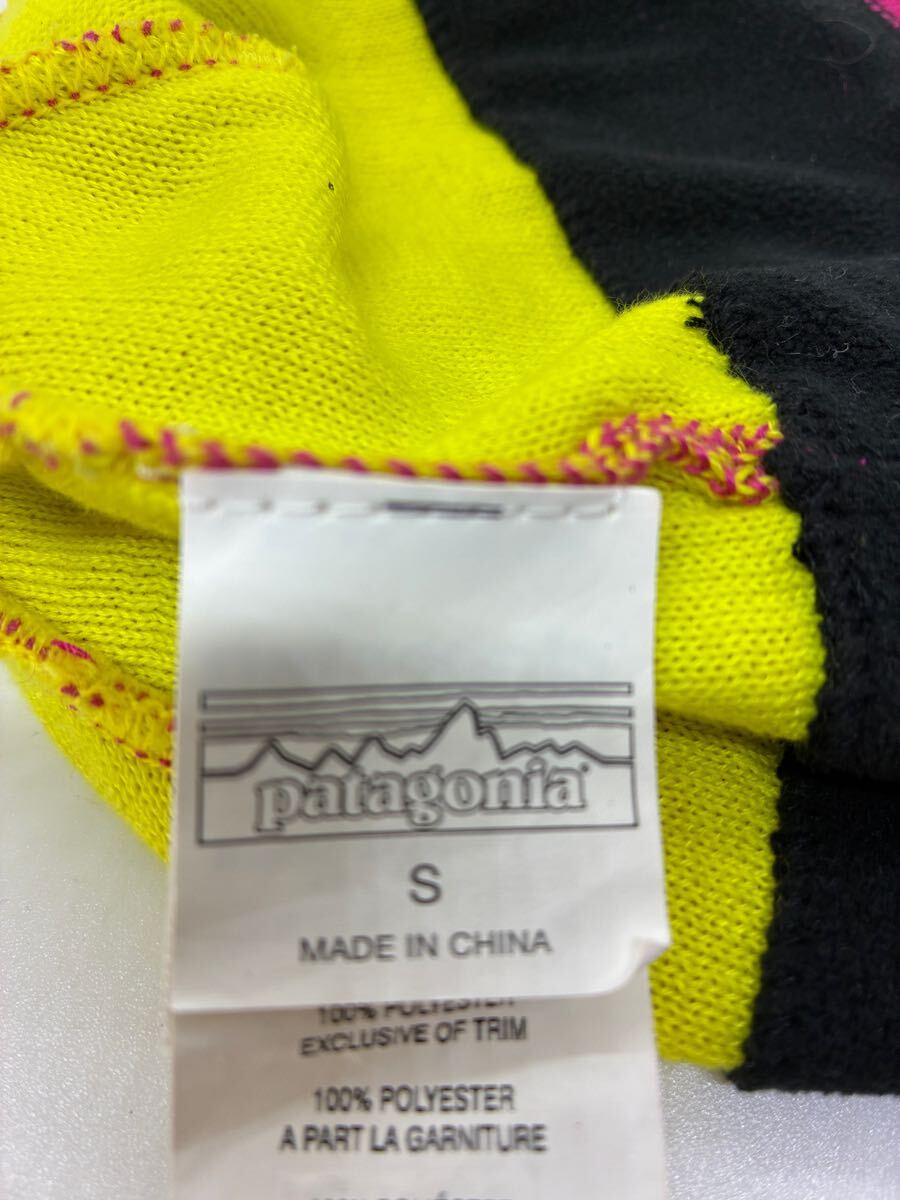 patagonia®
S
MADE IN CHINA
100% POLYESTER
EXCLUSIVE OF TRIM
100% POLYESTER
A PART LA GARNITURE